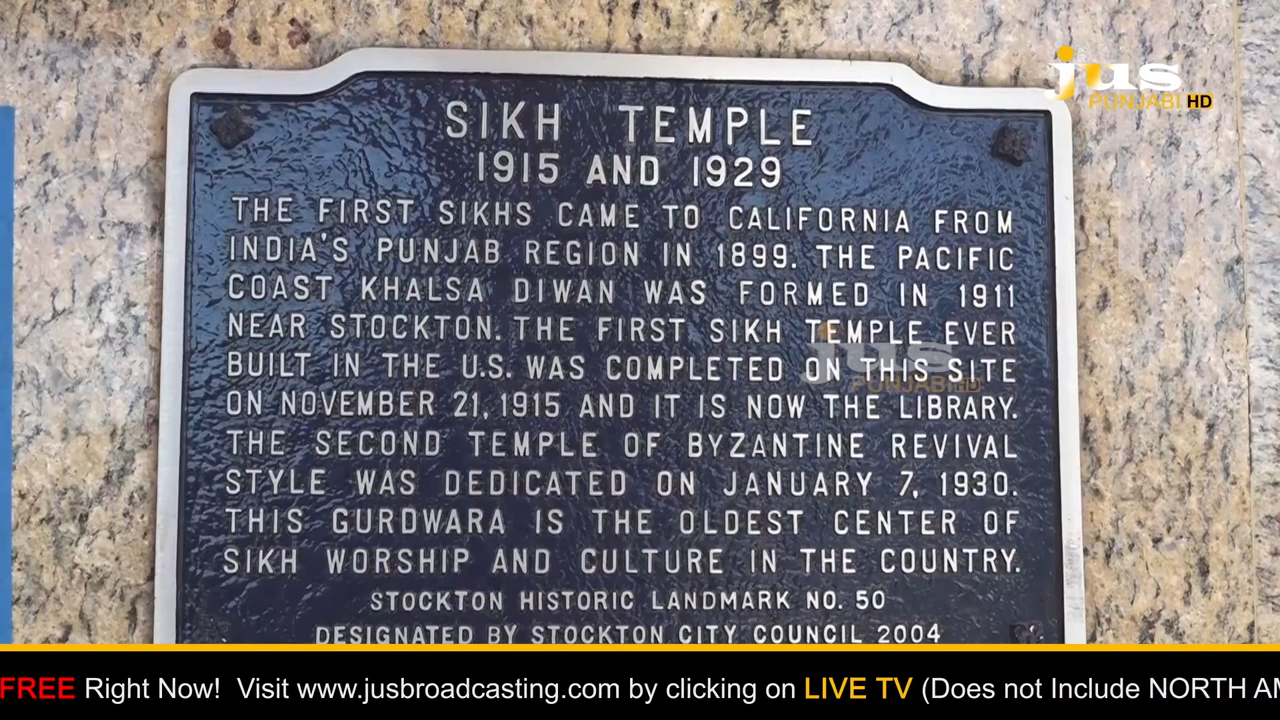 jus
PUNJABI HD
SIKH TEMPLE
1915 AND 1929
THE FIRST SIKHS CAME TO CALIFORNIA FROM
INDIA'S PUNJAB REGION IN 1899. THE PACIFIC
COAST KHALSA DIWAN WAS FORMED IN 1911
NEAR STOCKTON. THE FIRST SIKH TEMPLE EVER
BUILT IN THE U.S. WAS COMPLETED ON THIS SITE
ON NOVEMBER 21, 1915 AND IT IS NOW THE LIBRARY.
THE SECOND TEMPLE OF BYZANTINE REVIVAL
STYLE WAS DEDICATED ON JANUARY 7, 1930.
THIS GURDWARA IS THE OLDEST CENTER OF
SIKH WORSHIP AND CULTURE IN THE COUNTRY.
STOCKTON HISTORIC LANDMARK NO. 50
DESIGNATED BY STOCKTON CITY COUNCIL 2004
jus
PUNJABI HD
FREE Right Now! Visit www.jusbroadcasting.com by clicking on LIVE TV (Does not Include NORTH AM